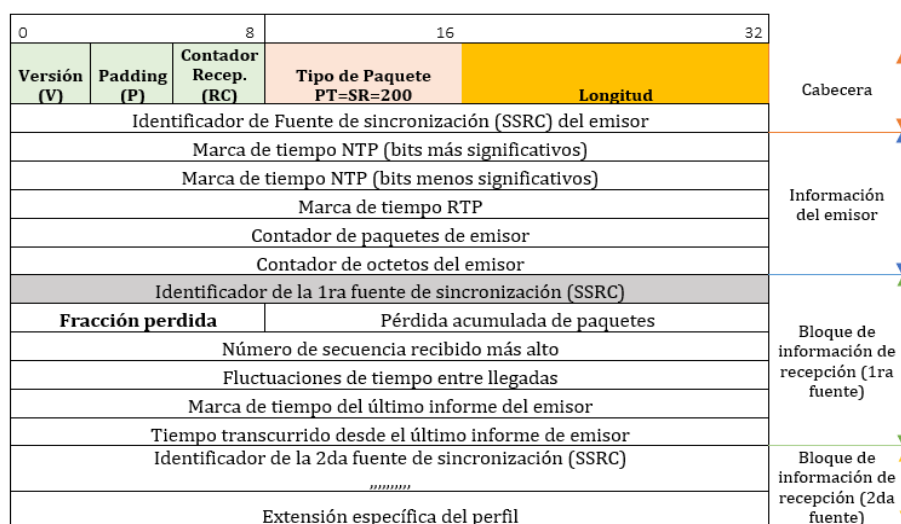 0 8 16 32
Versión (V)
Padding (P)
Contador Recep. (RC)
Tipo de Paquete PT=SR=200
Longitud
Cabecera
Identificador de Fuente de sincronización (SSRC) del emisor
Marca de tiempo NTP (bits más significativos)
Marca de tiempo NTP (bits menos significativos)
Marca de tiempo RTP
Contador de paquetes de emisor
Contador de octetos del emisor
Información del emisor
Identificador de la 1ra fuente de sincronización (SSRC)
Fracción perdida
Pérdida acumulada de paquetes
Número de secuencia recibido más alto
Fluctuaciones de tiempo entre llegadas
Marca de tiempo del último informe del emisor
Tiempo transcurrido desde el último informe de emisor
Bloque de información de recepción (1ra fuente)
Identificador de la 2da fuente de sincronización (SSRC)
,,,,,,,,,,
Extensión específica del perfil
Bloque de información de recepción (2da fuente)